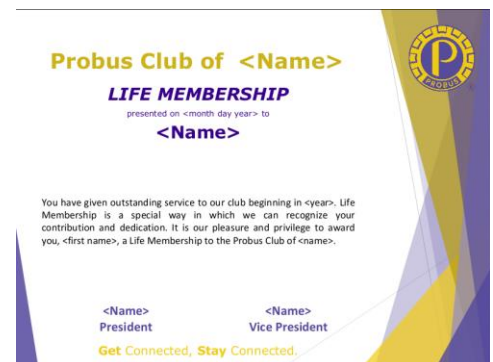 Probus Club of <Name>
LIFE MEMBERSHIP
presented on <month day year> to
<Name>
You have given outstanding service to our club beginning in <year>. Life
Membership is a special way in which we can recognize your
contribution and dedication. It is our pleasure and privilege to award
you, <first name>, a Life Membership to the Probus Club of <name>.
<Name> <Name>
President Vice President
Get Connected, Stay Connected.
P
PROBUS